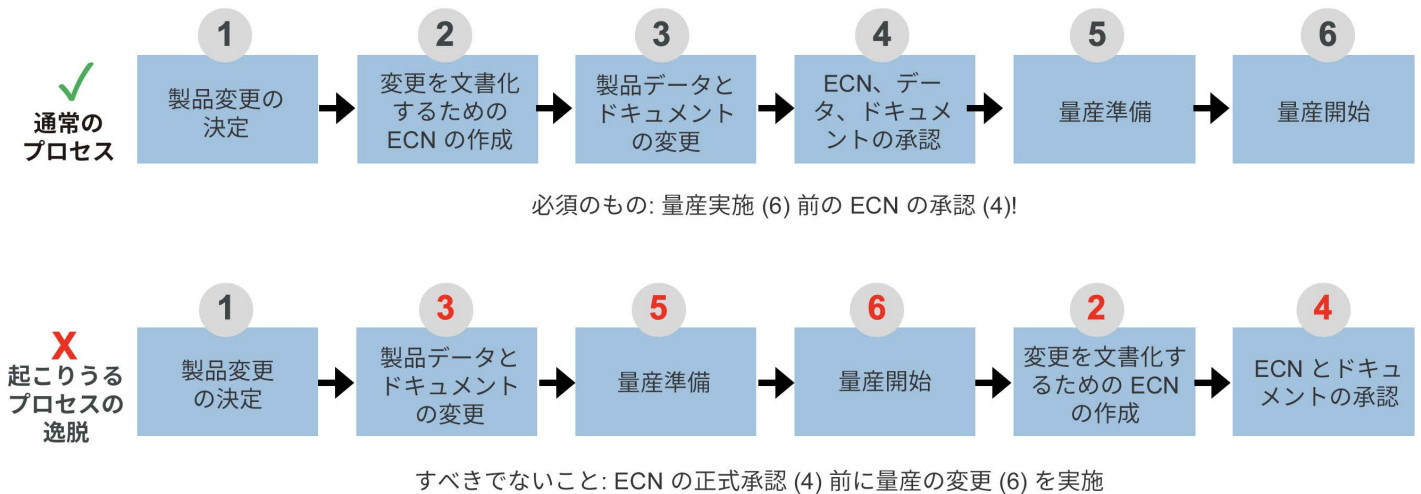 1
2
3
4
5
6
✓
通常の
プロセス
製品変更の
決定
変更を文書化
するための
ECN の作成
製品データと
ドキュメント
の変更
ECN、デー
タ、ドキュメ
ントの承認
量産準備
量産開始
必須のもの: 量産実施 (6) 前の ECN の承認 (4)!
1
3
5
6
2
4
X
起こりうる
プロセスの
逸脱
製品変更
の決定
製品データと
ドキュメント
の変更
量産準備
量産開始
変更を文書化す
るための ECN
の作成
ECN とドキュ
メントの承認
すべきでないこと: ECN の正式承認 (4) 前に量産の変更 (6) を実施